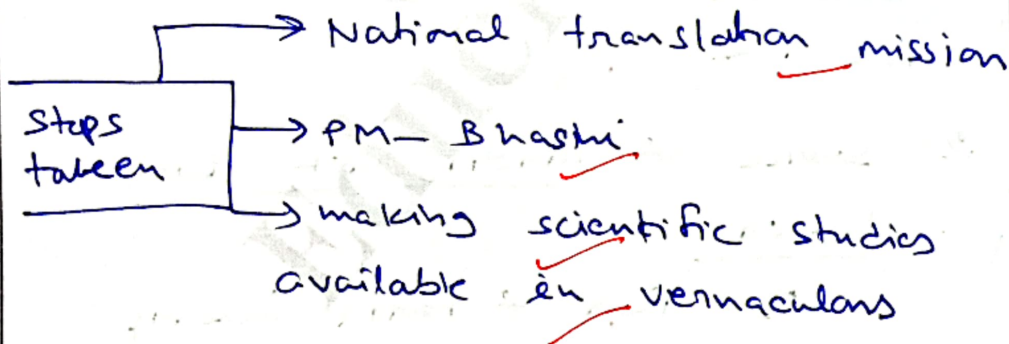 National translation mission
Steps
taken
PM- Bhashi
making scientific studies
available in vernaculars